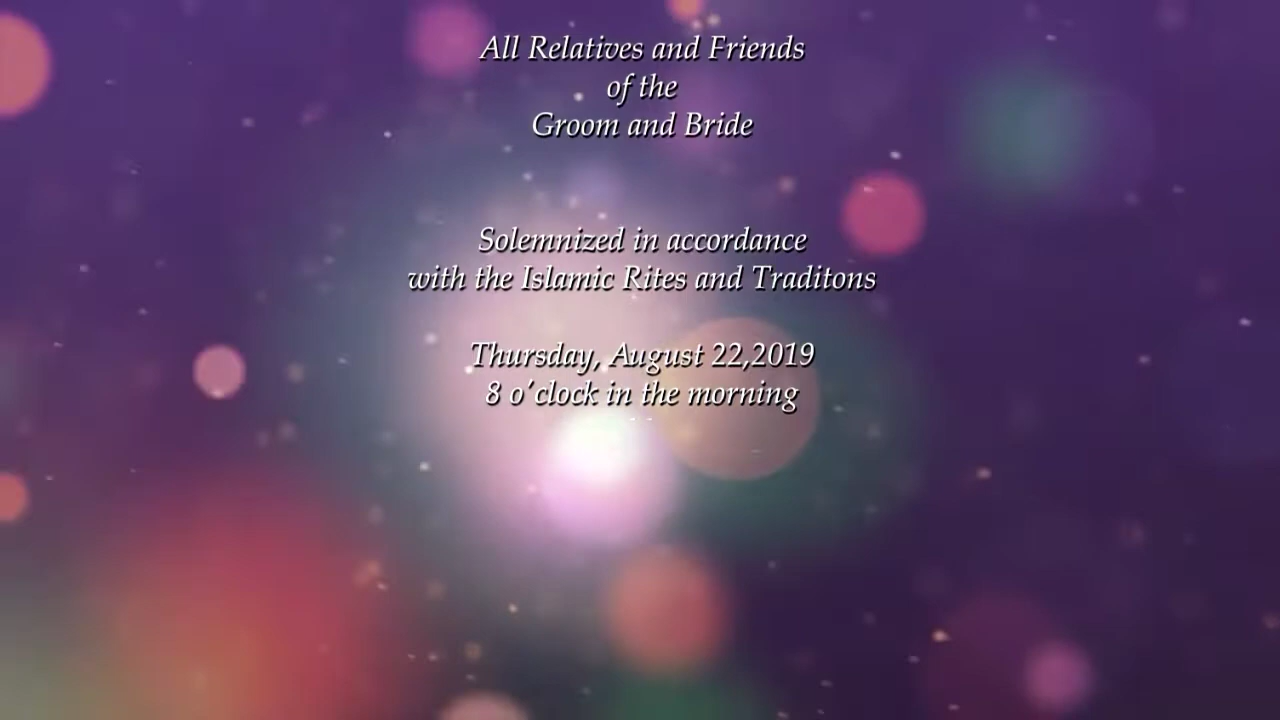 All Relatives and Friends
of the
Groom and Bride
Solemnized in accordance
with the Islamic Rites and Traditons
Thursday, August 22,2019
8 o'clock in the morning